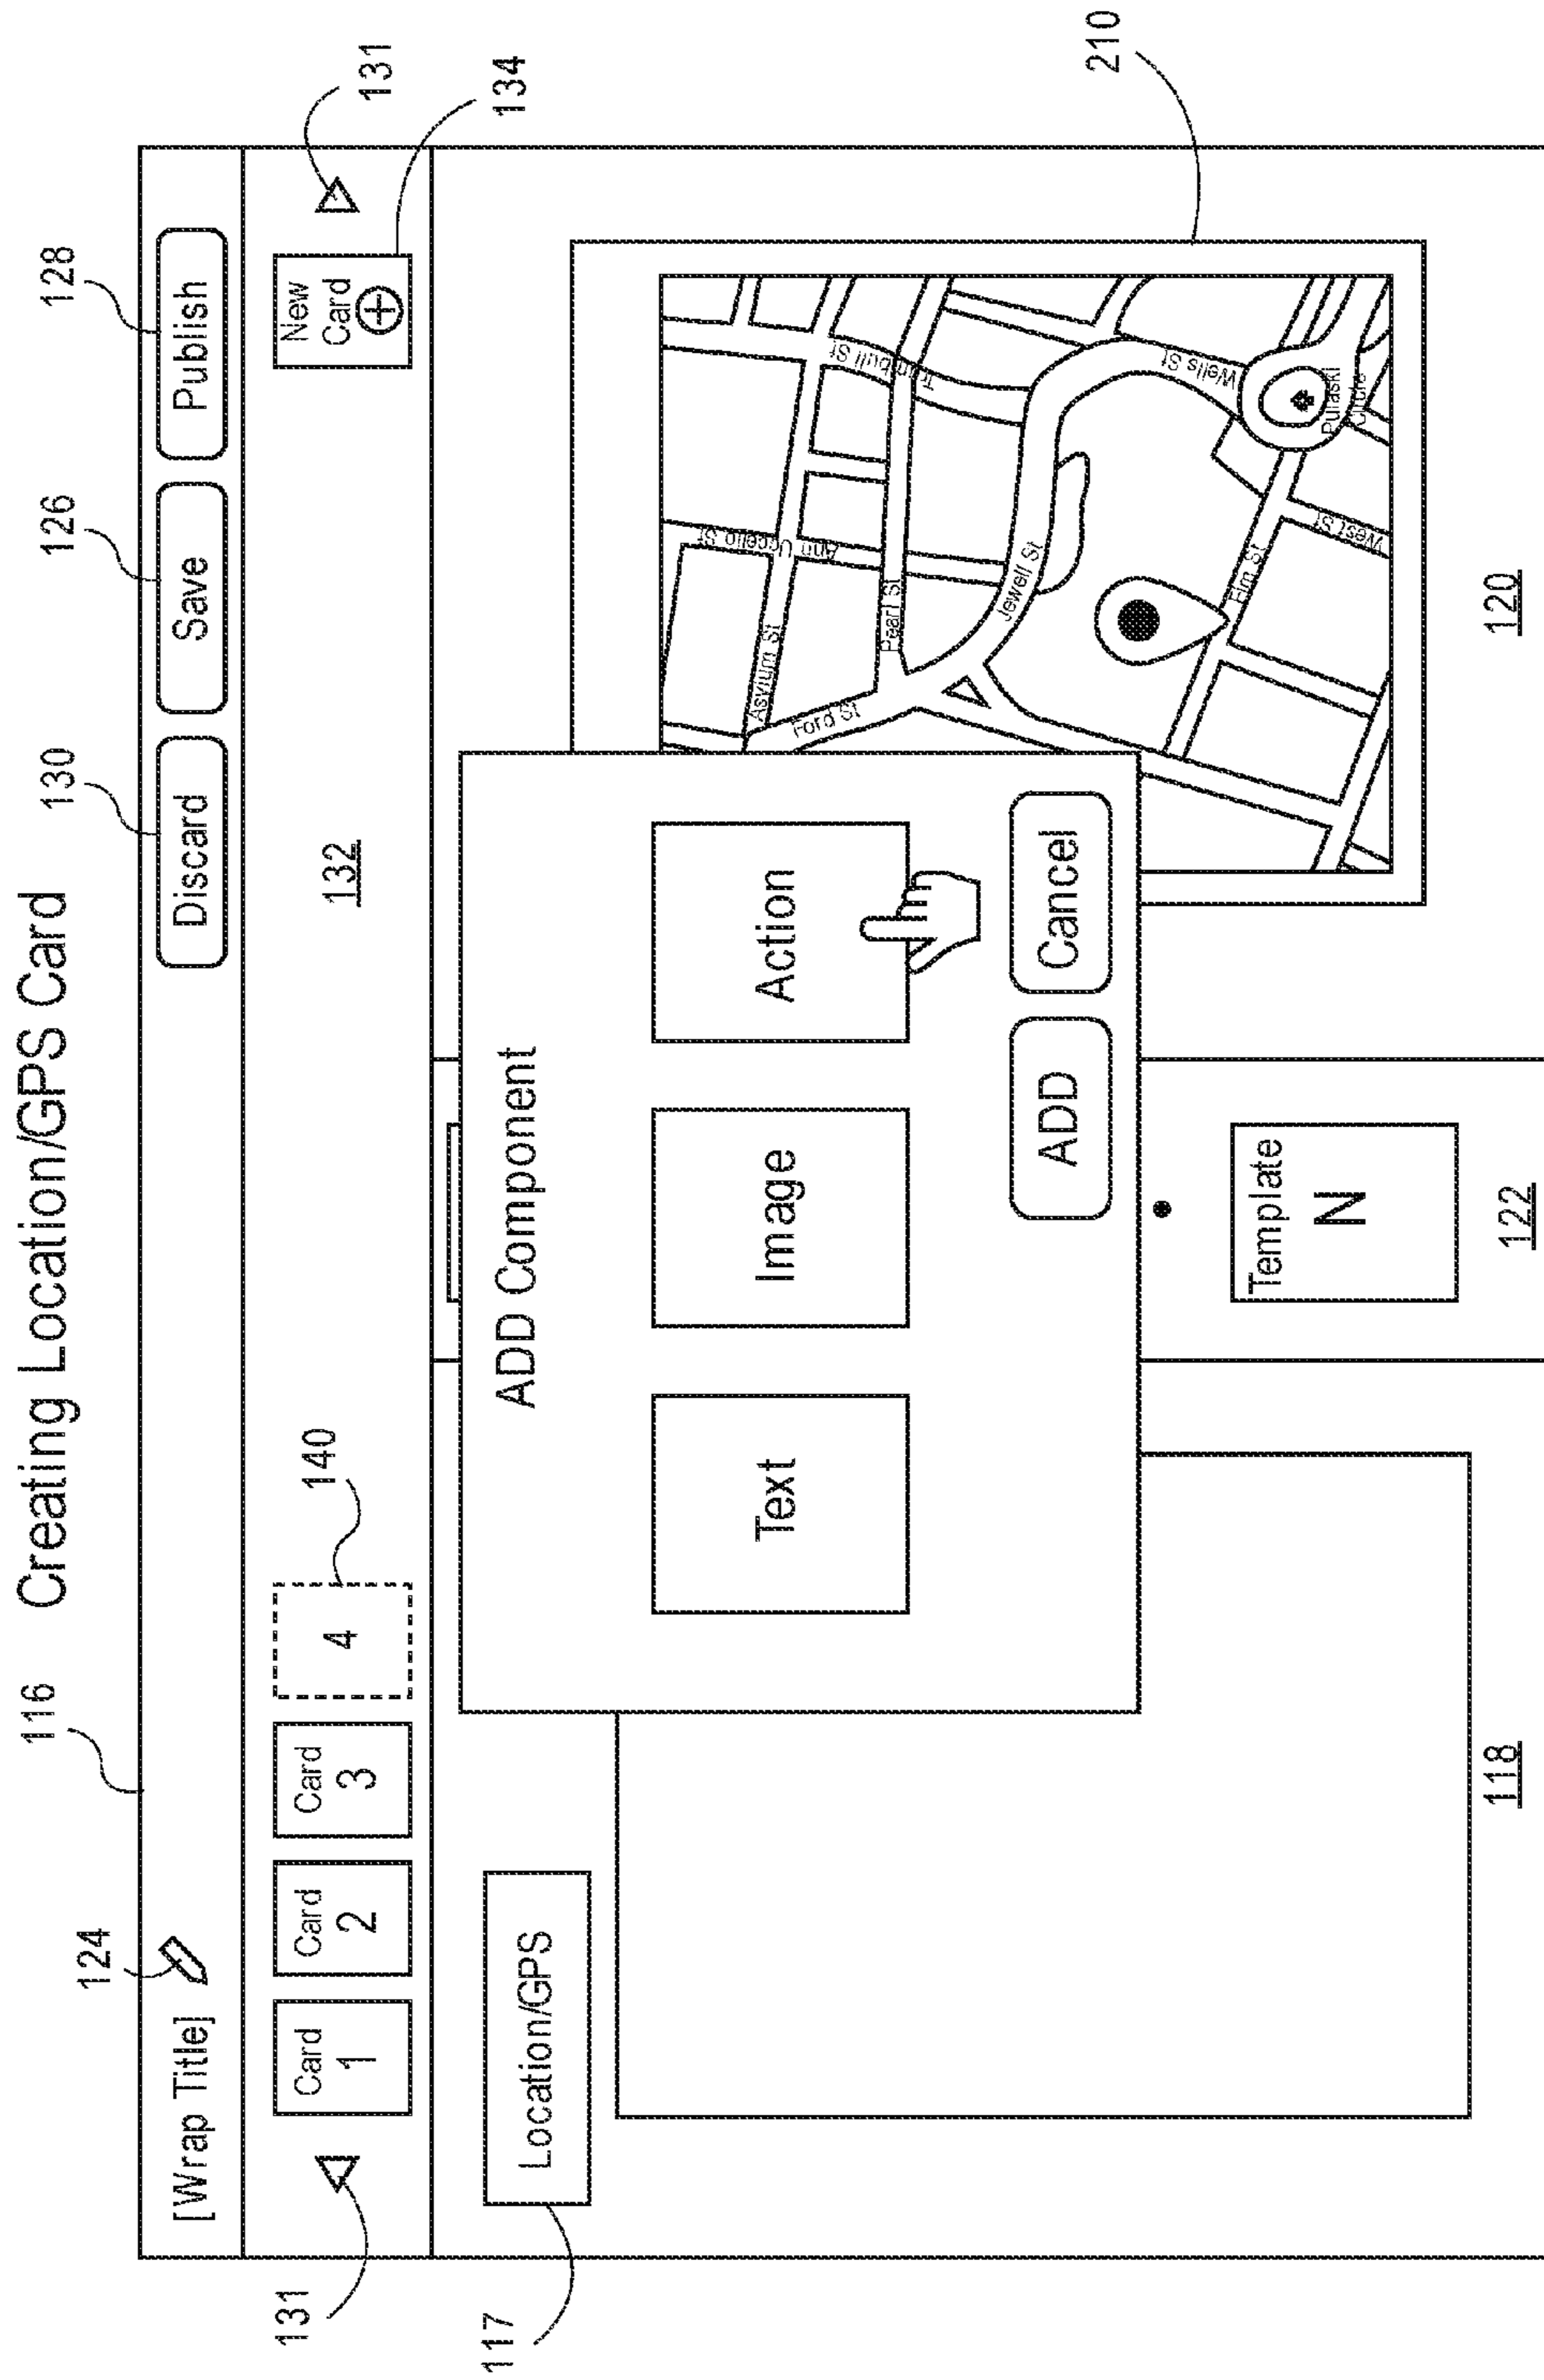 Creating Location/GPS Card
116
124
130
126
128
[Wrap Title]
Discard
Save
Publish
131
131
134
140
132
Card
1
Card
2
Card
3
4
New
Card
117
Location/GPS
ADD Component
Text
Image
Action
ADD
Cancel
Asylum St
Ford St
Pearl St
Ann Uccello St
Trumbull St
Jewell St
Wells St
Elm St
West St
Pulaski
Circle
210
Template
N
118
122
120